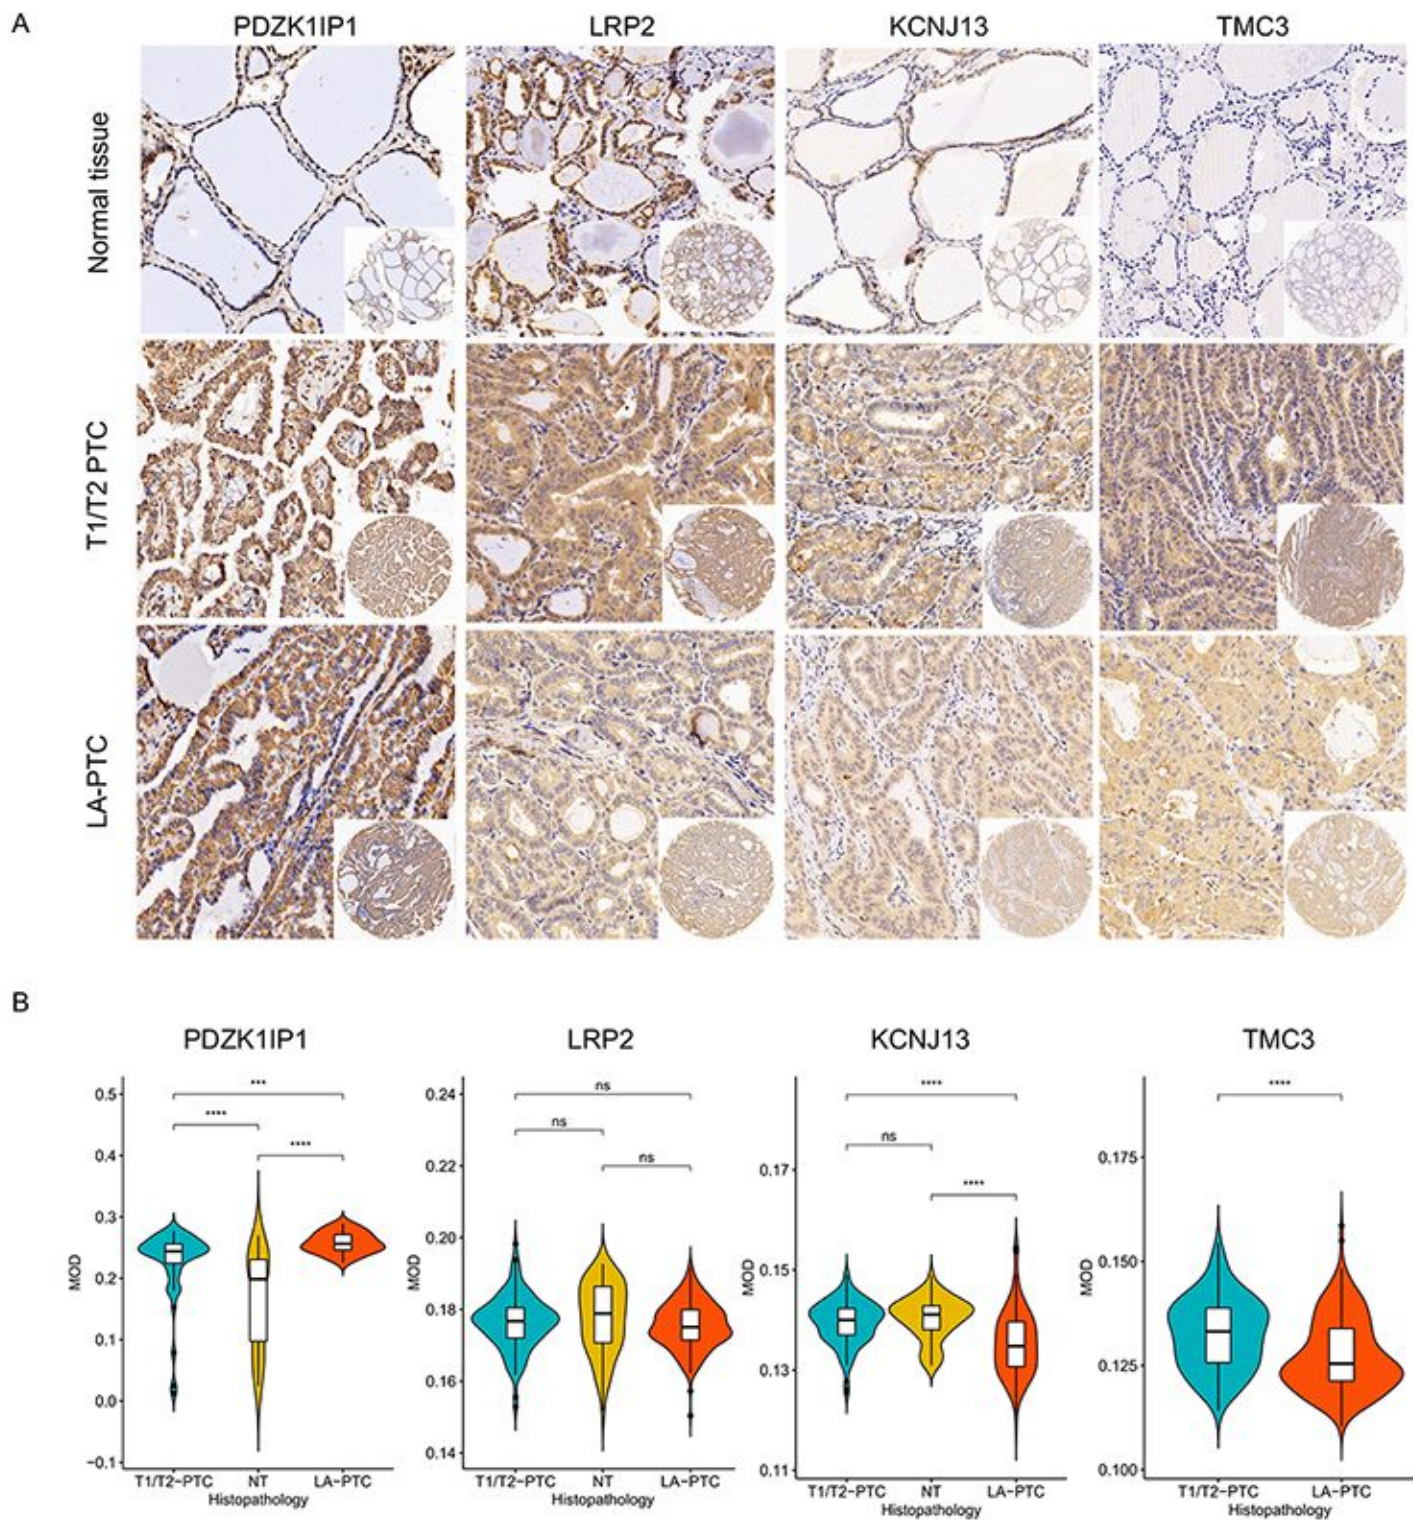 A
PDZK1IP1 LRP2 KCNJ13 TMC3
Normal tissue
T1/T2 PTC
LA-PTC
B
PDZK1IP1 LRP2 KCNJ13 TMC3
*** ns **** ****
**** ns ns
**** ns ****
0.5
0.4
0.3
0.2
0.1
0.0
−0.1
MOD
T1/T2−PTC NT LA−PTC
Histopathology
0.24
0.22
0.20
0.18
0.16
0.14
MOD
T1/T2−PTC NT LA−PTC
Histopathology
0.17
0.15
0.13
0.11
MOD
T1/T2−PTC NT LA−PTC
Histopathology
0.175
0.150
0.125
0.100
MOD
T1/T2−PTC LA−PTC
Histopathology